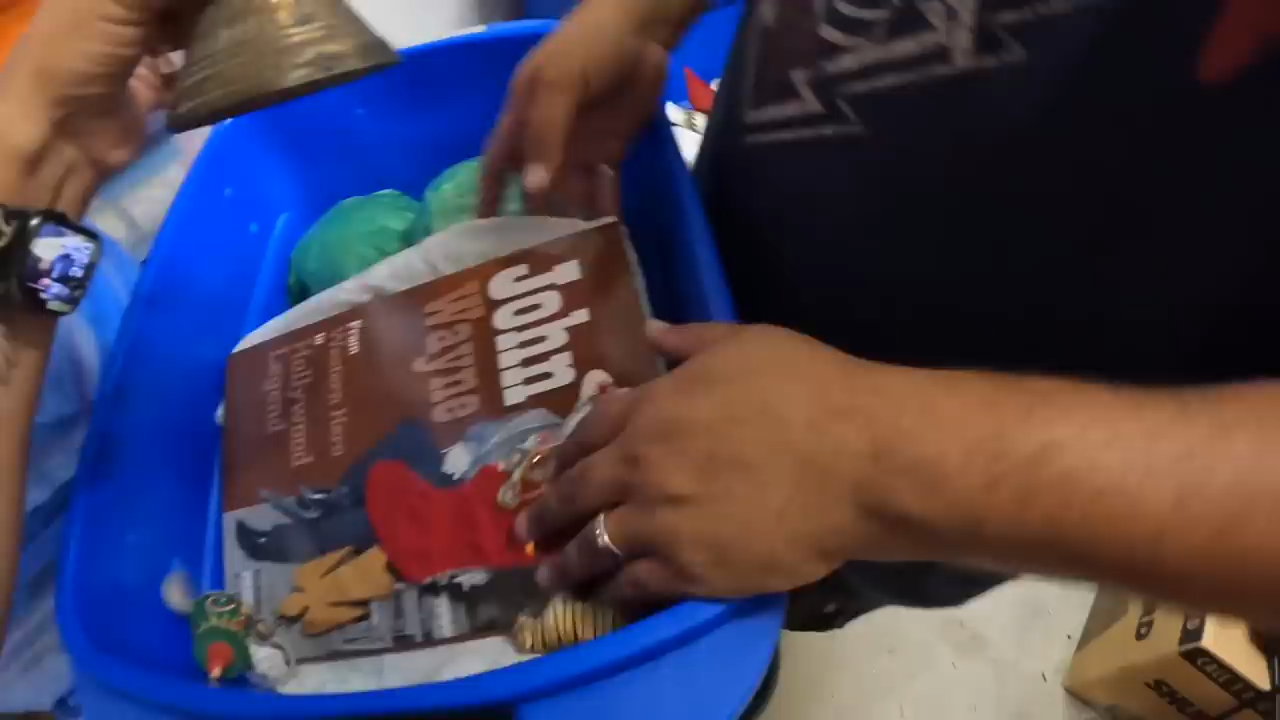 John
Wayne
From
Western Hero
to
Hollywood
Legend